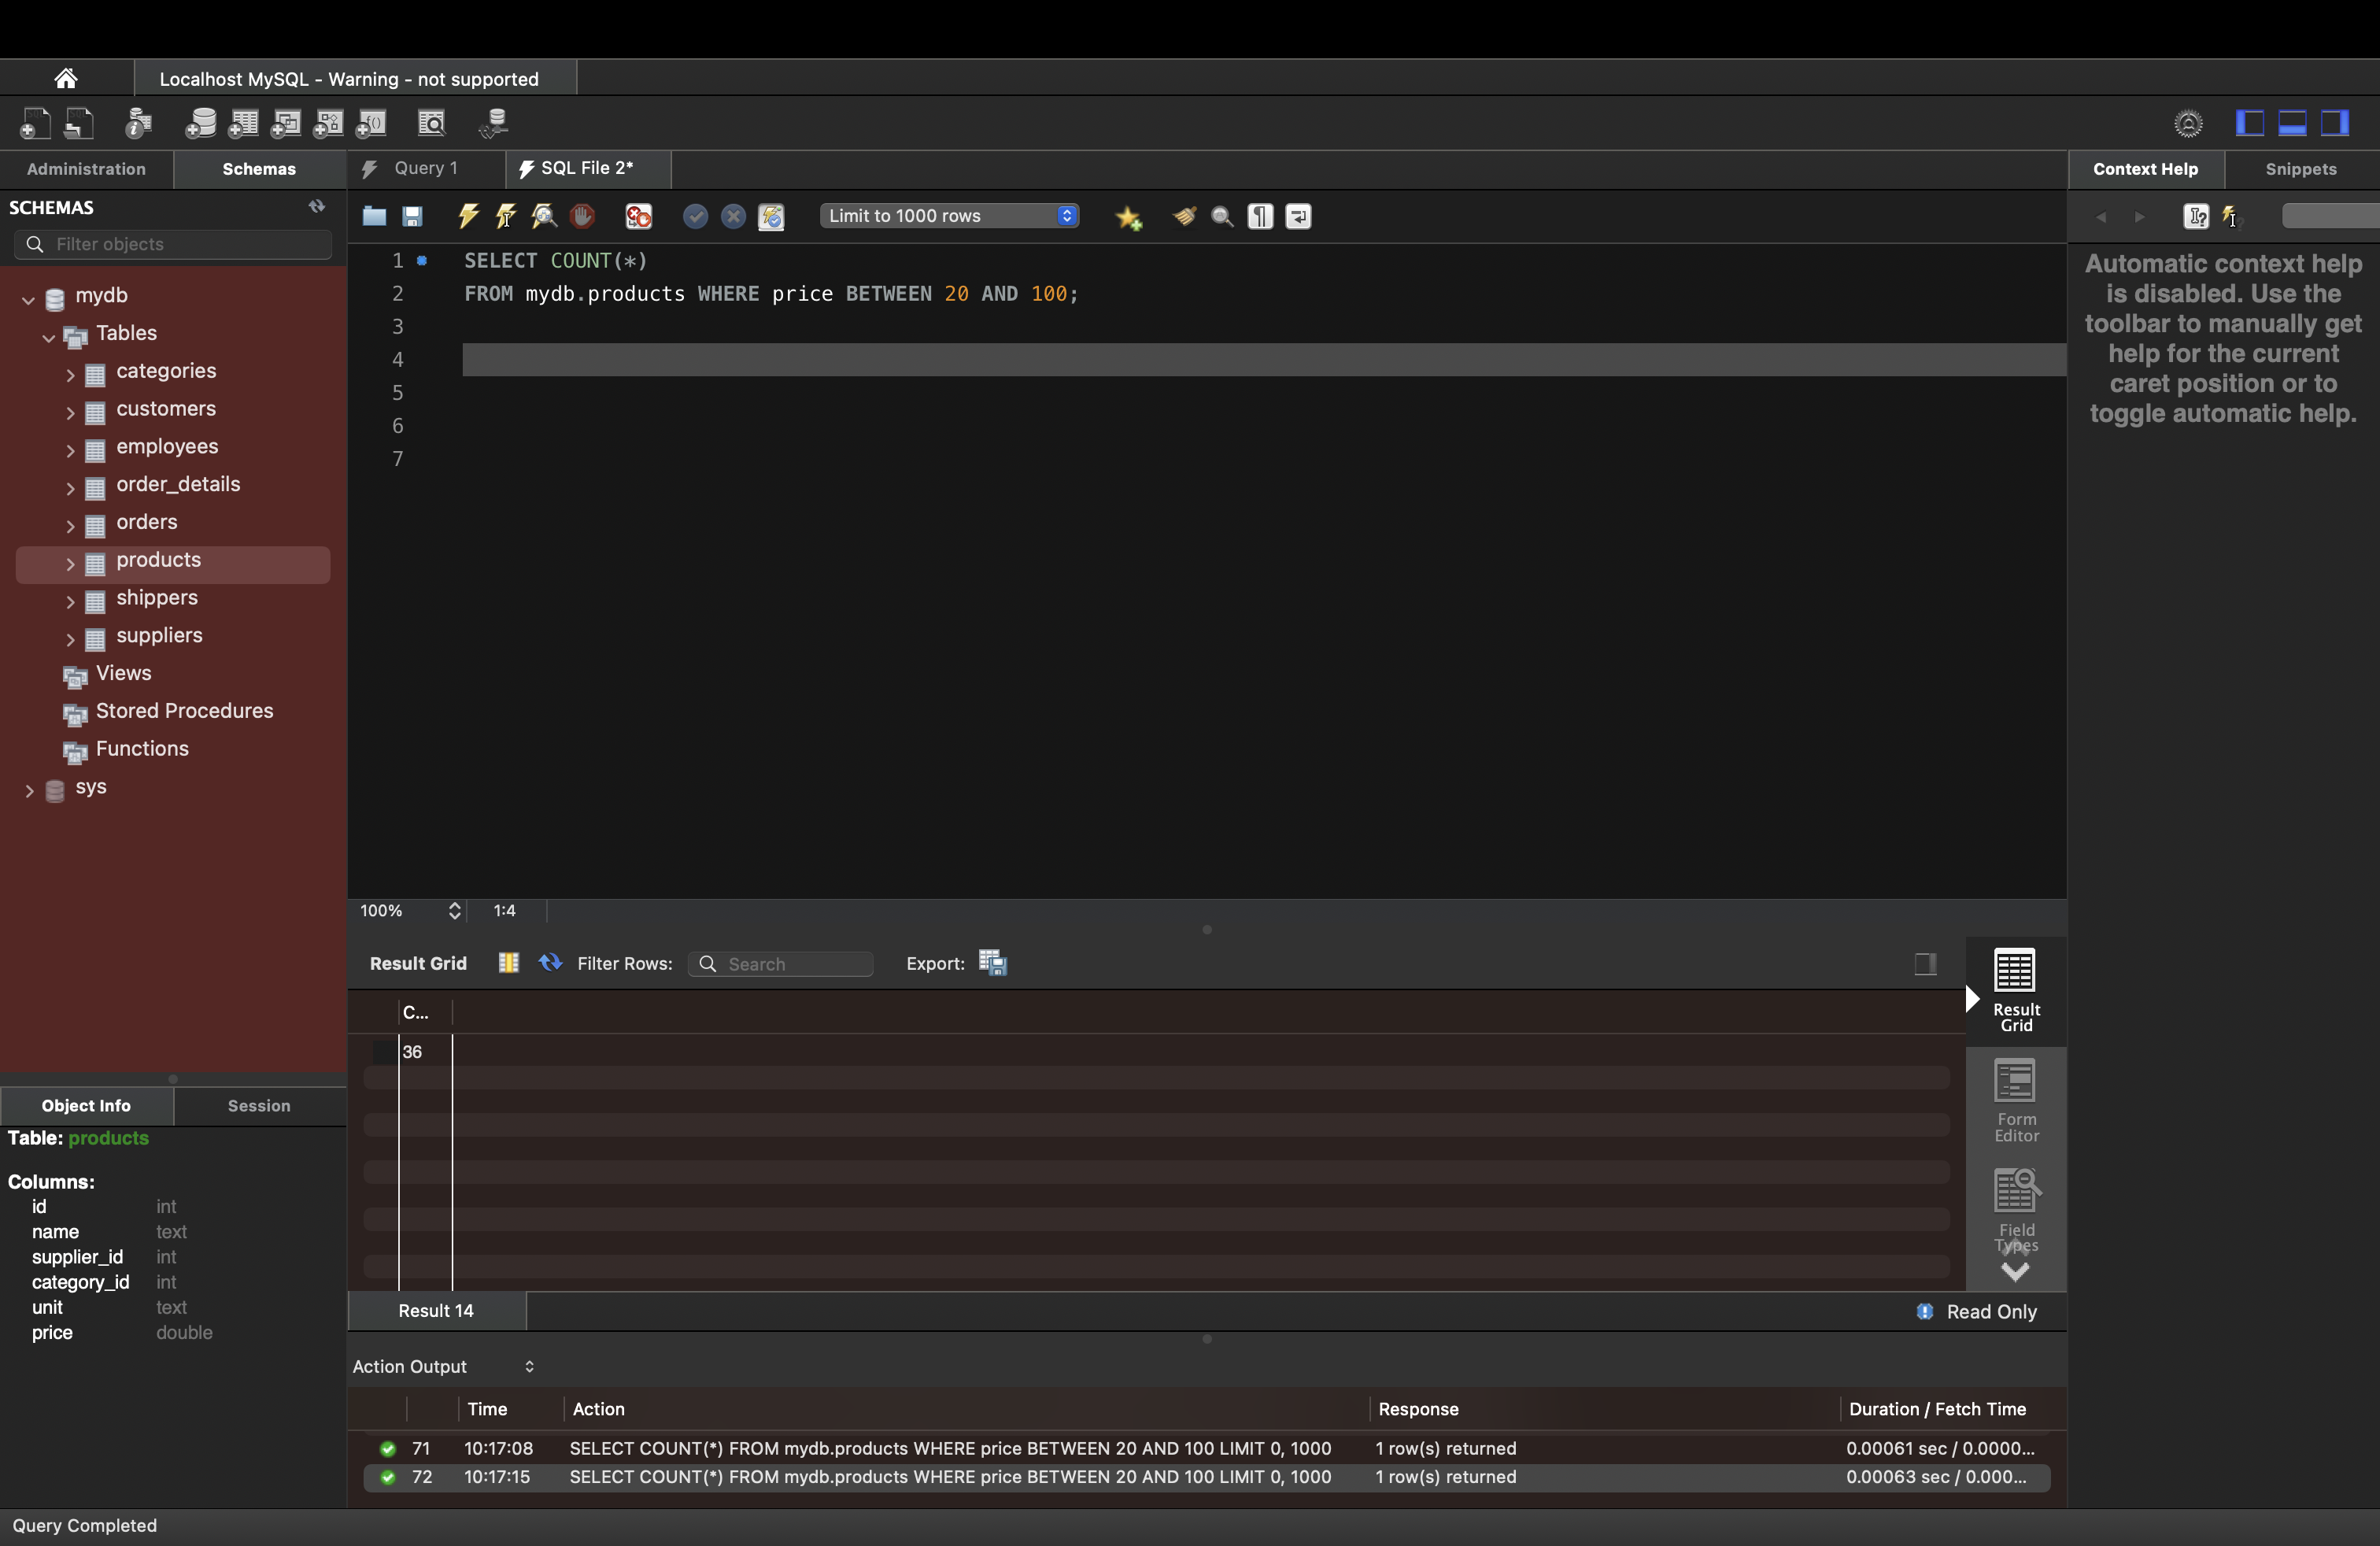 Localhost MySQL - Warning - not supported
Administration
Schemas
Query 1
SQL File 2*
Context Help
Snippets
SCHEMAS
Filter objects
Limit to 1000 rows
mydb
Tables
categories
customers
employees
order_details
orders
products
shippers
suppliers
Views
Stored Procedures
Functions
sys
1 SELECT COUNT(*)
2 FROM mydb.products WHERE price BETWEEN 20 AND 100;
3
4
5
6
7
Automatic context help
is disabled. Use the
toolbar to manually get
help for the current
caret position or to
toggle automatic help.
100% 1:4
Result Grid Filter Rows: Search Export:
C...
36
Result
Grid
Form
Editor
Field
Types
Result 14
Read Only
Object Info
Session
Table: products
Columns:
id int
name text
supplier_id int
category_id int
unit text
price double
Action Output
Time Action Response Duration / Fetch Time
71 10:17:08 SELECT COUNT(*) FROM mydb.products WHERE price BETWEEN 20 AND 100 LIMIT 0, 1000 1 row(s) returned 0.00061 sec / 0.0000...
72 10:17:15 SELECT COUNT(*) FROM mydb.products WHERE price BETWEEN 20 AND 100 LIMIT 0, 1000 1 row(s) returned 0.00063 sec / 0.000...
Query Completed